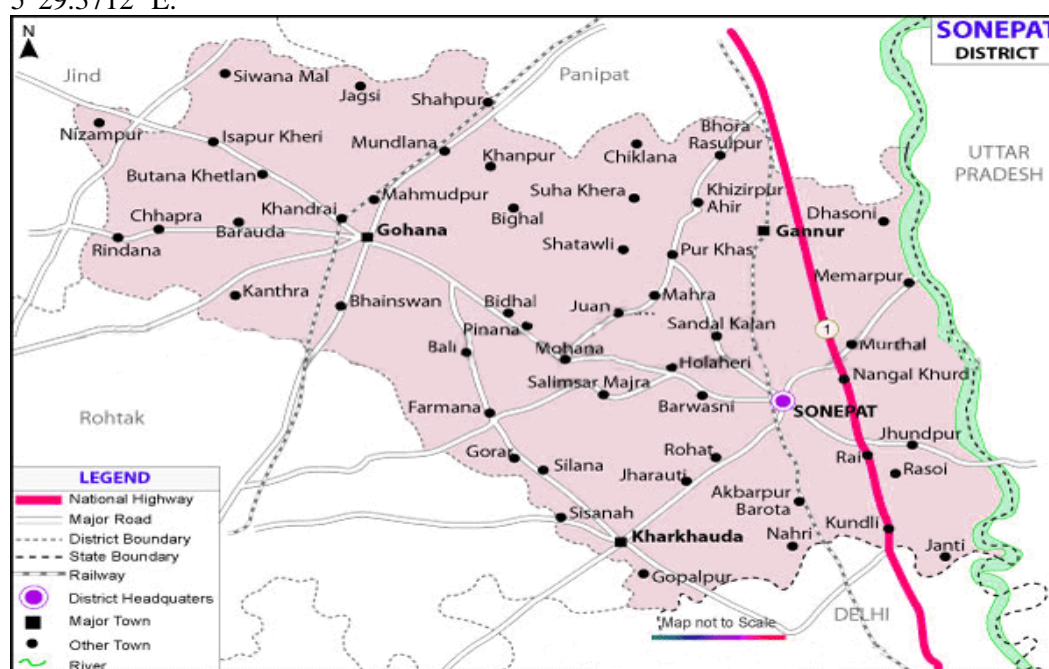 5°29.3712" E.
N
SONEPAT
DISTRICT
Jind
Siwana Mal
Panipat
Jagsi
Shahpur
Nizampur
Isapur Kheri
Mundlana
Bhora
Rasulpur
Khanpur
Chiklana
UTTAR
PRADESH
Butana Khetlan
Mahmudpur
Suha Khera
Khizirpur
Ahir
Chhapra
Khandrai
Bighal
Dhasoni
Barauda
Gohana
Gannur
Rindana
Shatawli
Pur Khas
Memarpur
Kanthra
Bhainswan
Bidhal
Juan
Mahra
Pinana
Sandal Kalan
1
Murthal
Bali
Mohana
Holaheri
Nangal Khurd
Salimsar Majra
Barwasni
SONEPAT
Farmana
Rohtak
Jhundpur
Gorar
Rohat
Rai
Rasoi
Silana
Jharauti
LEGEND
National Highway
Major Road
District Boundary
State Boundary
Railway
District Headquaters
Major Town
Other Town
River
Akbarpur
Barota
Sisanah
Kundli
Kharkhauda
Nahri
Janti
Gopalpur
DELHI
Map not to Scale